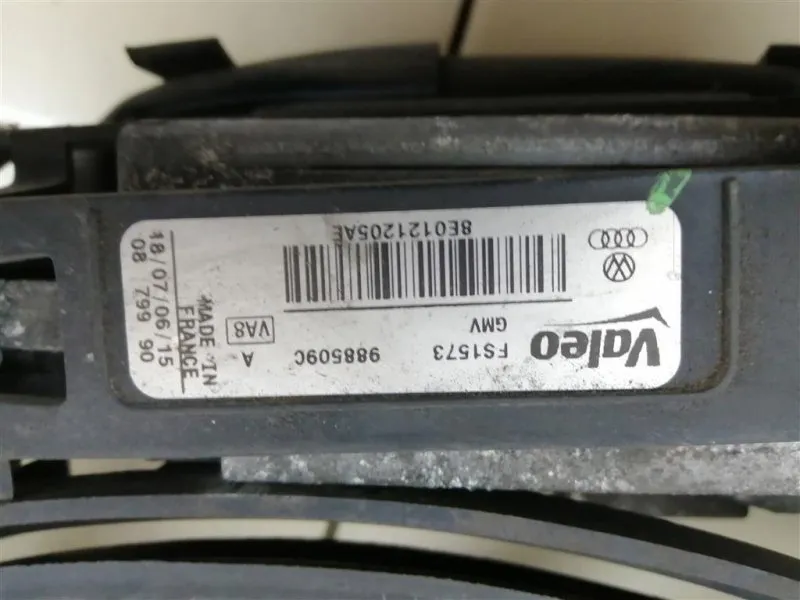 Valeo
FS1573
GMV
988509C
A
VA8
8E0121205AE
MADE IN
FRANCE
18/07/06/15
08 799 90